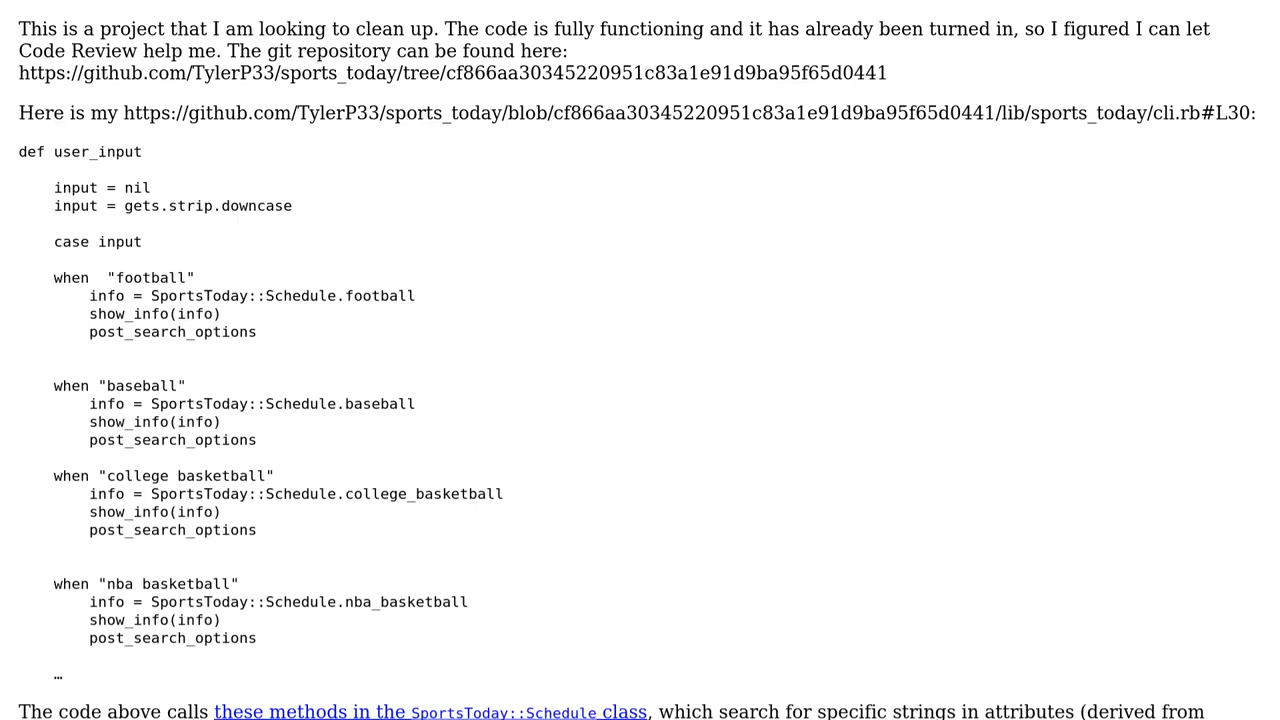 This is a project that I am looking to clean up. The code is fully functioning and it has already been turned in, so I figured I can let
Code Review help me. The git repository can be found here:
https://github.com/TylerP33/sports_today/tree/cf866aa30345220951c83a1e91d9ba95f65d0441
Here is my https://github.com/TylerP33/sports_today/blob/cf866aa30345220951c83a1e91d9ba95f65d0441/lib/sports_today/cli.rb#L30:
def user_input
input = nil
input = gets.strip.downcase
case input
when  "football"
info = SportsToday::Schedule.football
show_info(info)
post_search_options
when "baseball"
info = SportsToday::Schedule.baseball
show_info(info)
post_search_options
when "college basketball"
info = SportsToday::Schedule.college_basketball
show_info(info)
post_search_options
when "nba basketball"
info = SportsToday::Schedule.nba_basketball
show_info(info)
post_search_options
…
The code above calls these methods in the SportsToday::Schedule class, which search for specific strings in attributes (derived from